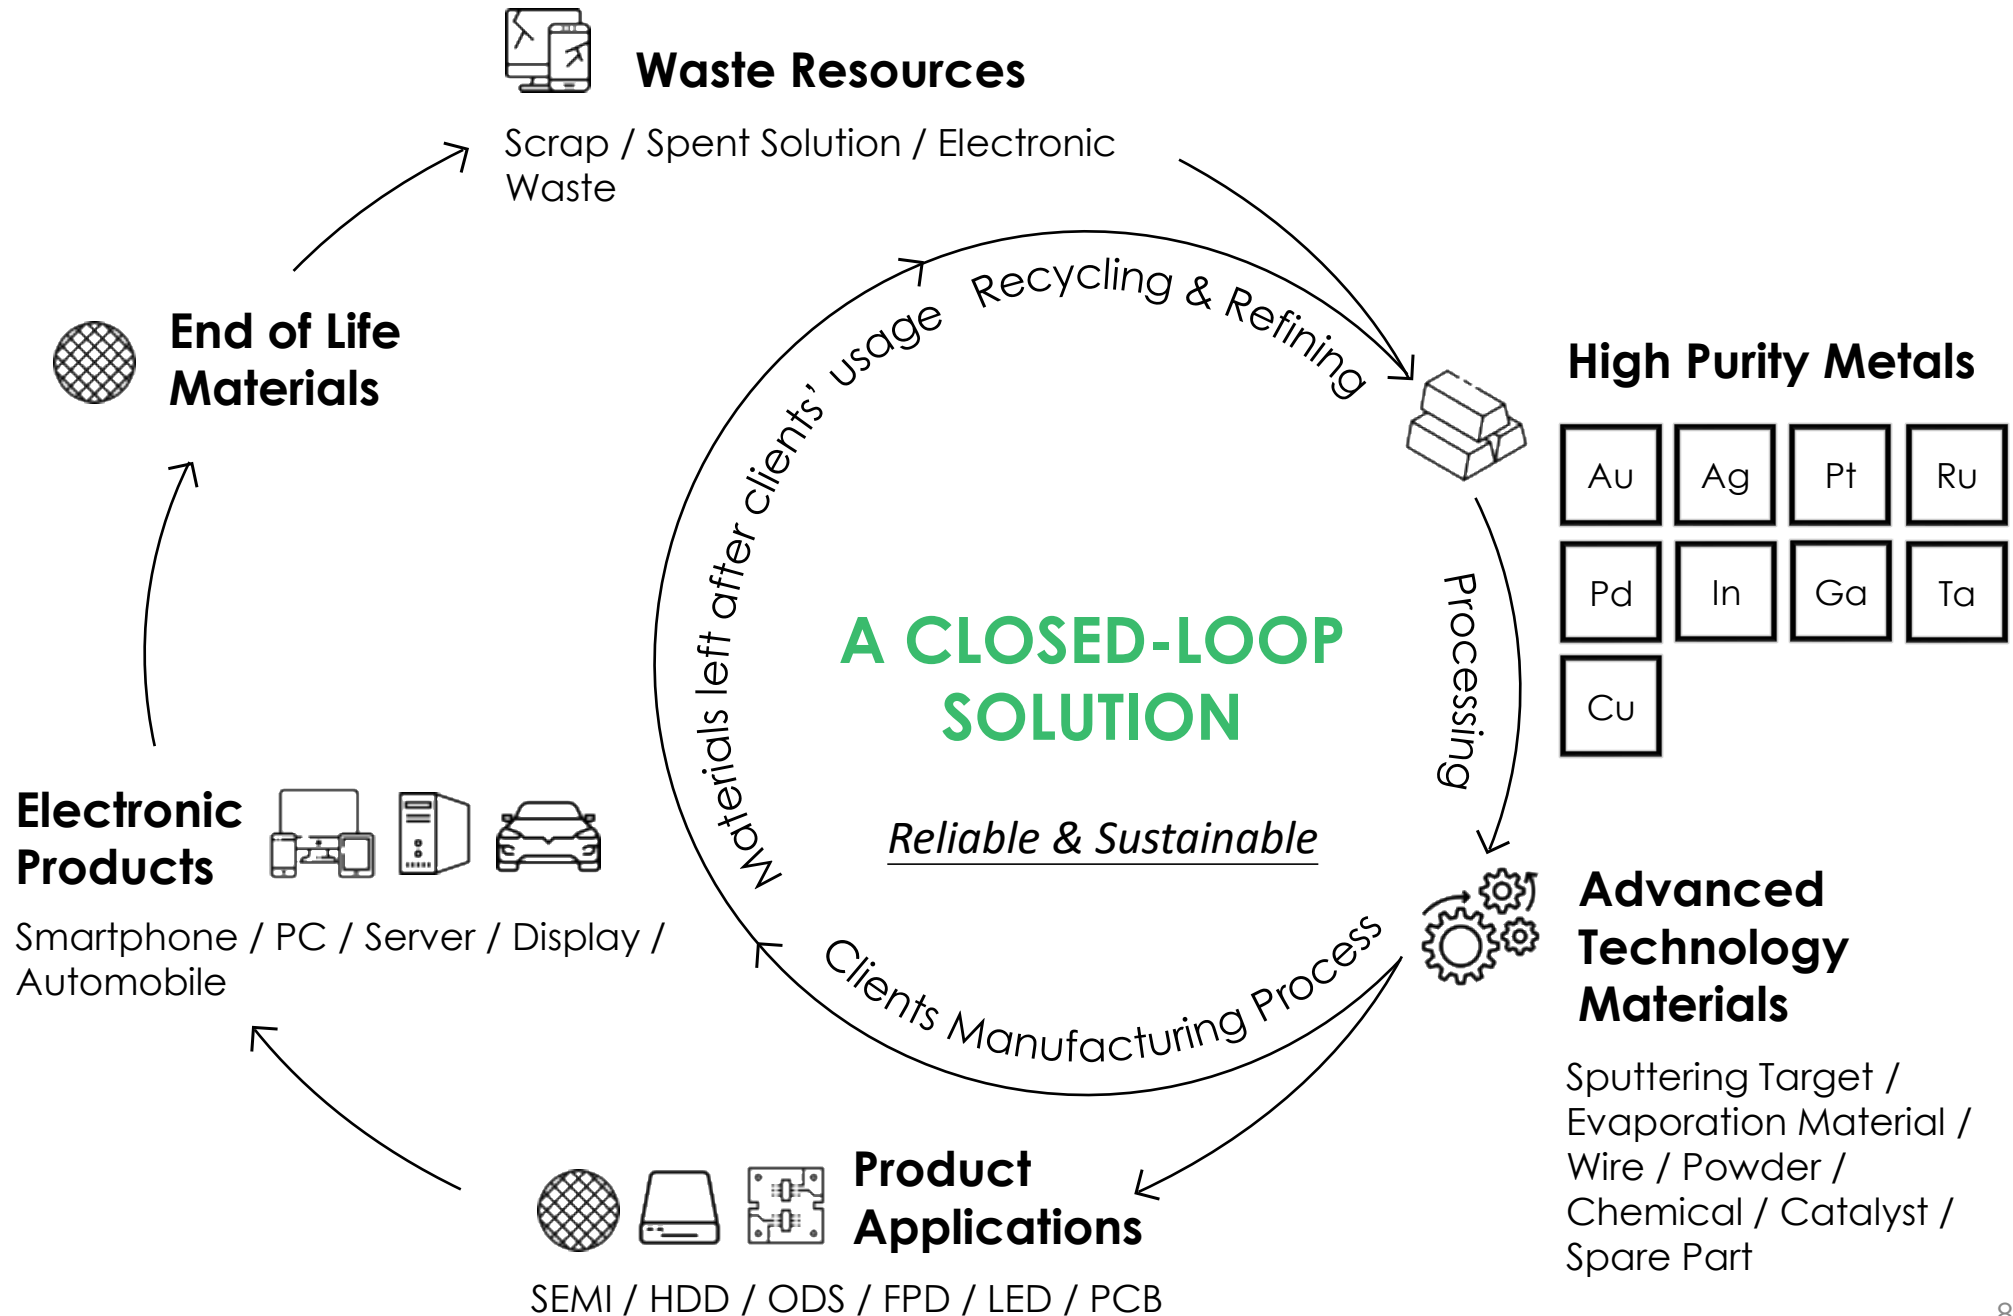 Waste Resources
Scrap / Spent Solution / Electronic
Waste
Recycling & Refining
High Purity Metals
Au
Ag
Pt
Ru
Pd
In
Ga
Ta
Cu
Processing
Advanced
Technology
Materials
Sputtering Target /
Evaporation Material /
Wire / Powder /
Chemical / Catalyst /
Spare Part
Clients Manufacturing Process
Product
Applications
SEMI / HDD / ODS / FPD / LED / PCB
Electronic
Products
Smartphone / PC / Server / Display /
Automobile
End of Life
Materials
Materials left after clients' usage
A CLOSED-LOOP
SOLUTION
Reliable & Sustainable
8